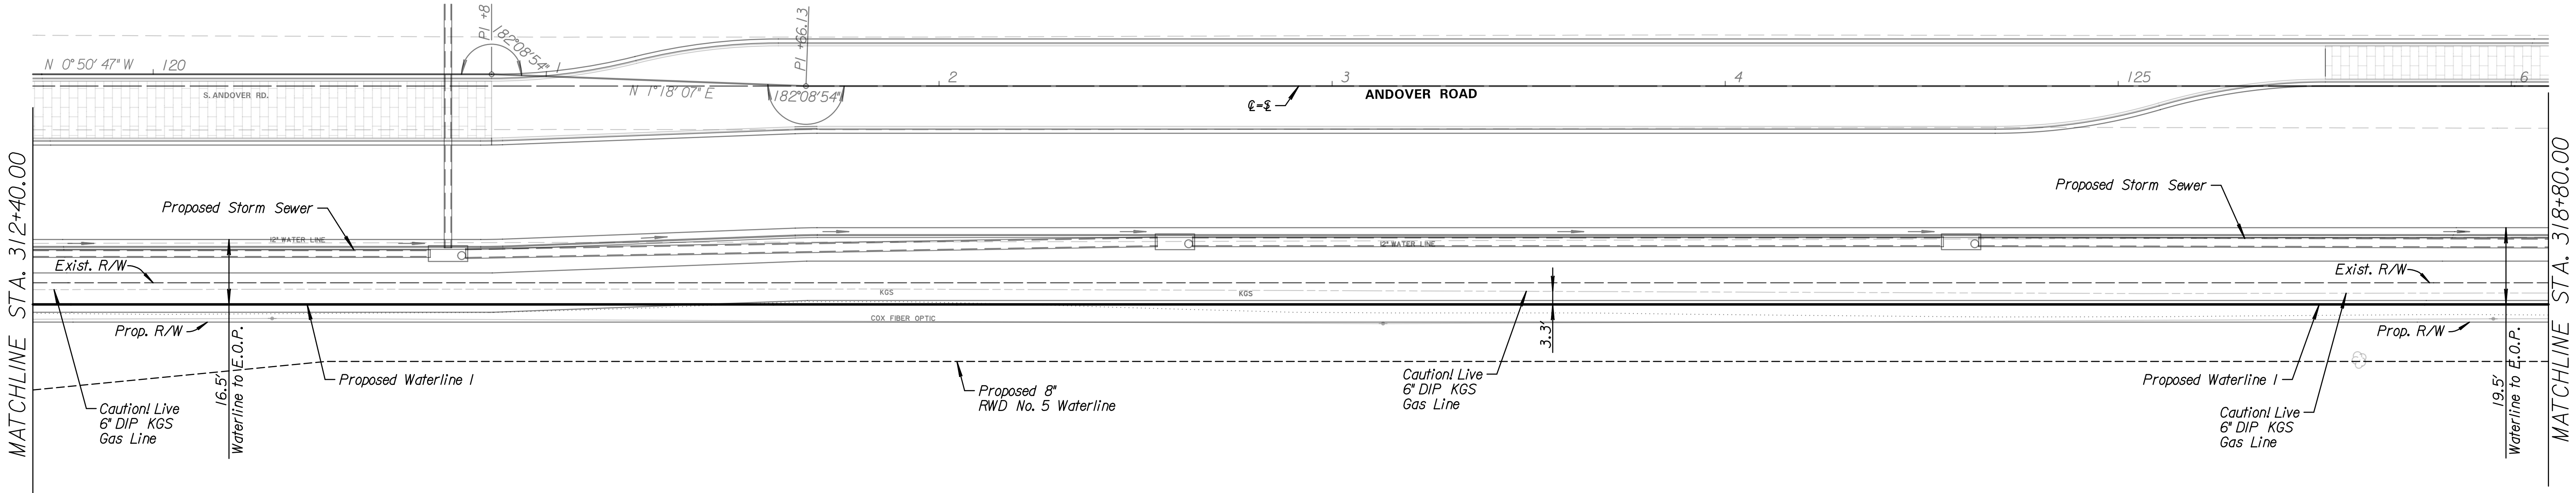 MATCHLINE STA. 312+40.00
N 0°50'47" W
120
S. ANDOVER RD.
PI +8
182°08'54"
1
N 1°18'07" E
PI +66.13
182°08'54"
2
3
ANDOVER ROAD
4
125
6
Proposed Storm Sewer
12" WATER LINE
Exist. R/W
Prop. R/W
16.5'
Waterline to E.O.P.
Caution! Live
6" DIP KGS
Gas Line
Proposed Waterline 1
KGS
COX FIBER OPTIC
Proposed 8"
RWD No. 5 Waterline
KGS
12" WATER LINE
3.3'
Caution! Live
6" DIP KGS
Gas Line
Proposed Storm Sewer
Exist. R/W
Prop. R/W
Proposed Waterline 1
Caution! Live
6" DIP KGS
Gas Line
19.5'
Waterline to E.O.P.
MATCHLINE STA. 318+80.00